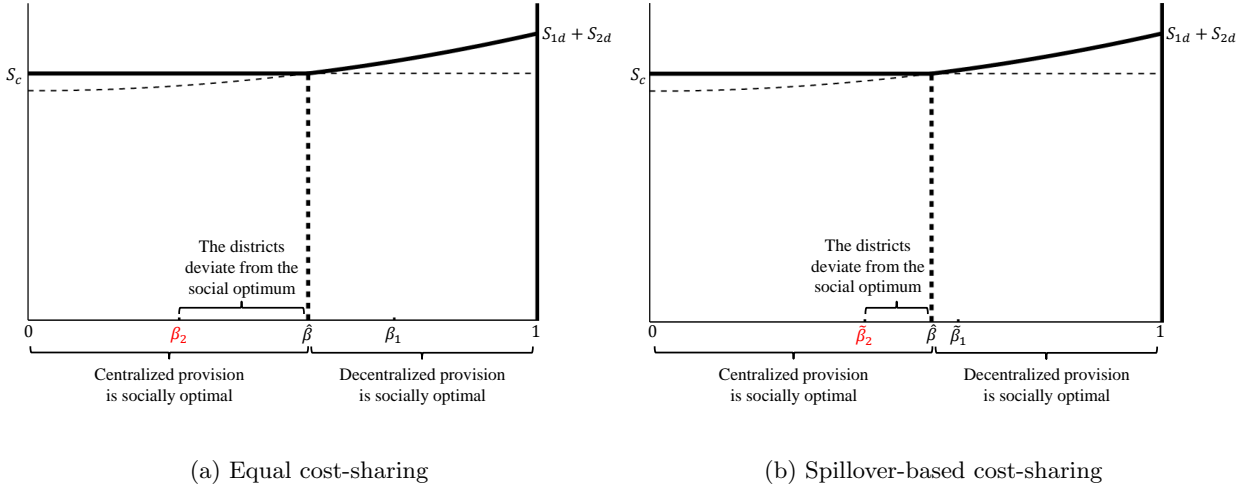 S_{1d} + S_{2d}
S_c
The districts
deviate from the
social optimum
0
β_2
β̂
β_1
1
Centralized provision
is socially optimal
Decentralized provision
is socially optimal
(a) Equal cost-sharing
S_{1d} + S_{2d}
S_c
The districts
deviate from the
social optimum
0
β̃_2
β̂
β̃_1
1
Centralized provision
is socially optimal
Decentralized provision
is socially optimal
(b) Spillover-based cost-sharing